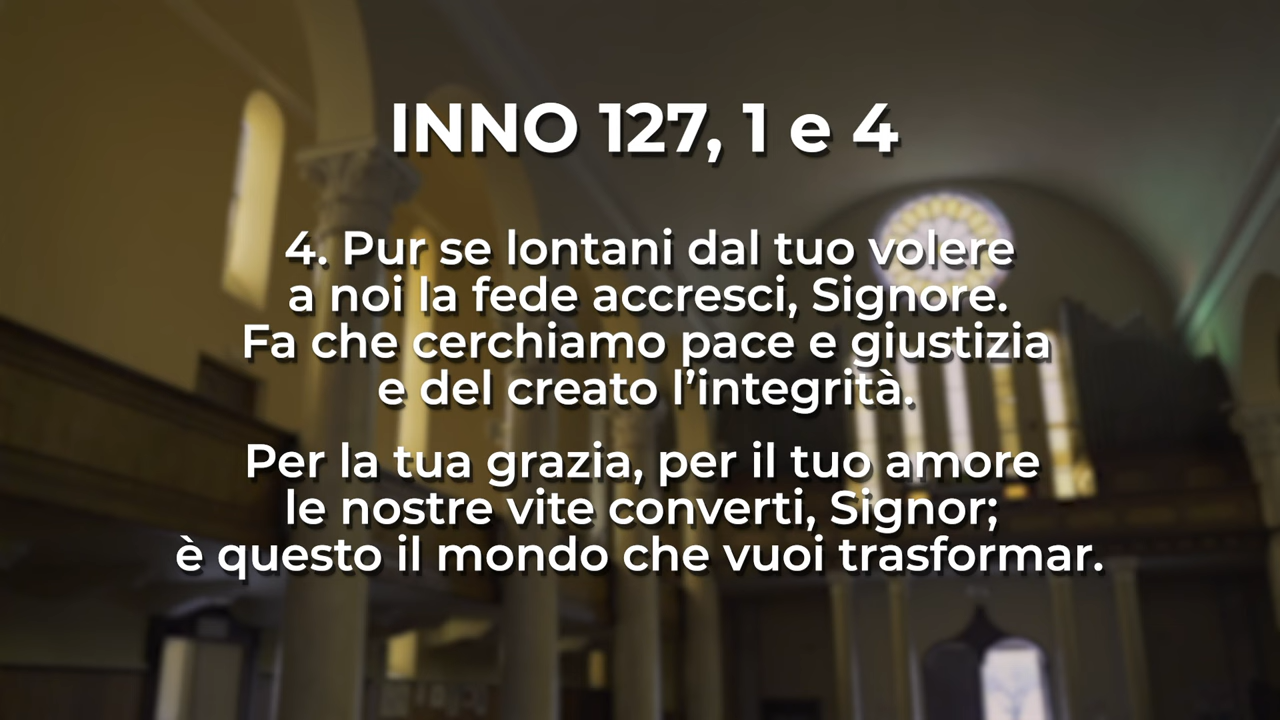 INNO 127, 1 e 4
4. Pur se lontani dal tuo volere
a noi la fede accresci, Signore.
Fa che cerchiamo pace e giustizia
e del creato l’integrità.
Per la tua grazia, per il tuo amore
le nostre vite converti, Signor;
è questo il mondo che vuoi trasformar.